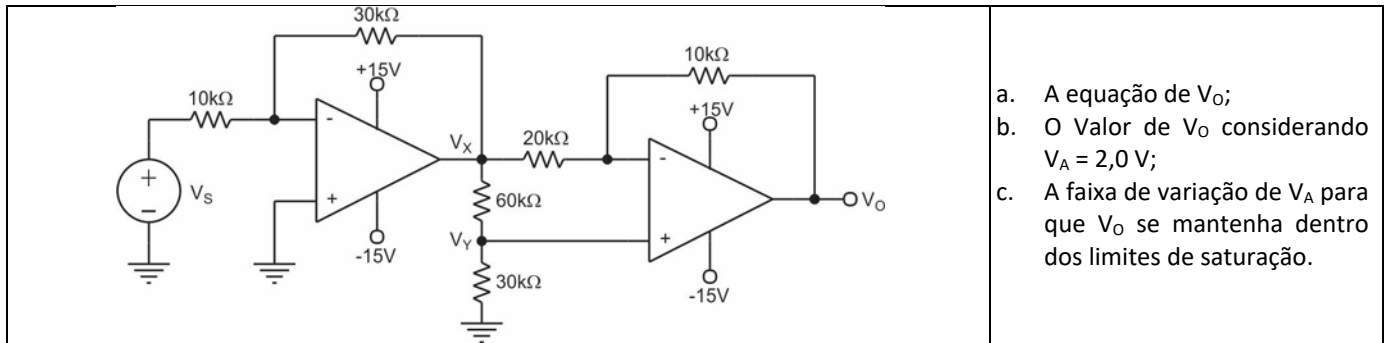 30kΩ
+15V
10kΩ
-
+
-15V
+
-
V_S
V_X
20kΩ
60kΩ
V_Y
30kΩ
10kΩ
+15V
-
+
-15V
V_O
a. A equação de V_O;
b. O Valor de V_O considerando
V_A = 2,0 V;
c. A faixa de variação de V_A para
que V_O se mantenha dentro
dos limites de saturação.